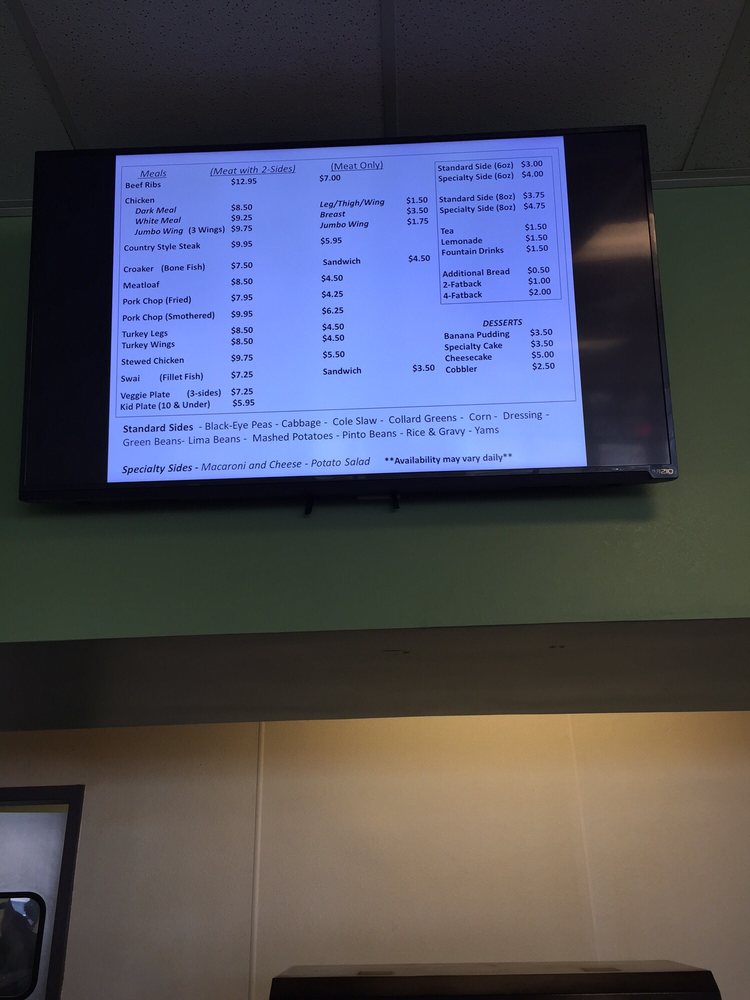 Meals (Meat with 2-Sides) (Meat Only)
Beef Ribs $12.95 $7.00
Chicken
Dark Meal $8.50 Leg/Thigh/Wing $1.50
White Meal $9.25 Breast $3.50
Jumbo Wing (3 Wings) $9.75 Jumbo Wing $1.75
Country Style Steak $9.95 $5.95
Croaker (Bone Fish) $7.50 Sandwich $4.50
Meatloaf $8.50 $4.50
Pork Chop (Fried) $7.95 $4.25
Pork Chop (Smothered) $9.95 $6.25
Turkey Legs $8.50 $4.50
Turkey Wings $8.50 $4.50
Stewed Chicken $9.75 $5.50
Swai (Fillet Fish) $7.25 Sandwich $3.50
Veggie Plate (3-sides) $7.25
Kid Plate (10 & Under) $5.95
Standard Side (6oz) $3.00
Specialty Side (6oz) $4.00
Standard Side (8oz) $3.75
Specialty Side (8oz) $4.75
Tea $1.50
Lemonade $1.50
Fountain Drinks $1.50
Additional Bread $0.50
2-Fatback $1.00
4-Fatback $2.00
DESSERTS
Banana Pudding $3.50
Specialty Cake $3.50
Cheesecake $5.00
Cobbler $2.50
Standard Sides - Black-Eye Peas - Cabbage - Cole Slaw - Collard Greens - Corn - Dressing -
Green Beans- Lima Beans - Mashed Potatoes - Pinto Beans - Rice & Gravy - Yams
Specialty Sides - Macaroni and Cheese - Potato Salad **Availability may vary daily**
VIZIO